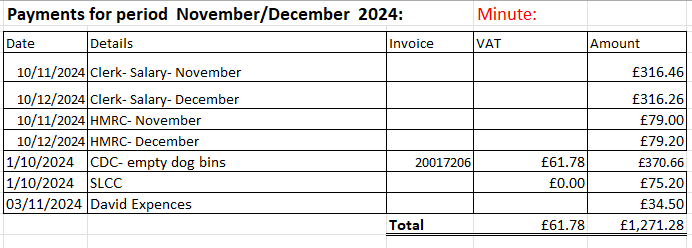 Payments for period November/December 2024: Minute:
Date Details Invoice VAT Amount
10/11/2024 Clerk- Salary- November £316.46
10/12/2024 Clerk- Salary- December £316.26
10/11/2024 HMRC- November £79.00
10/12/2024 HMRC- December £79.20
1/10/2024 CDC- empty dog bins 20017206 £61.78 £370.66
1/10/2024 SLCC £0.00 £75.20
03/11/2024 David Expences £34.50
Total £61.78 £1,271.28